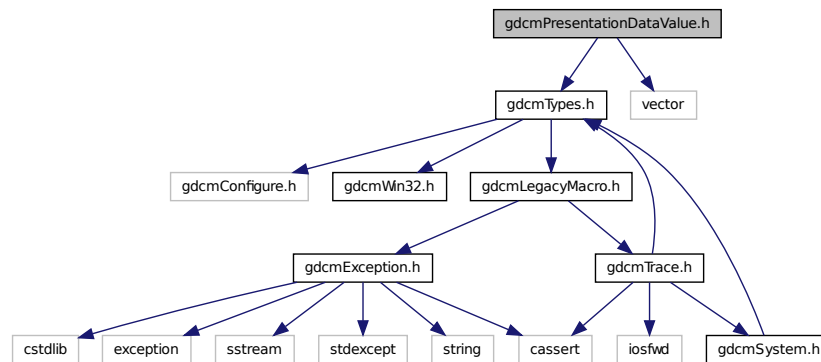 gdcmPresentationDataValue.h
gdcmTypes.h
vector
gdcmConfigure.h
gdcmWin32.h
gdcmLegacyMacro.h
gdcmException.h
gdcmTrace.h
cstdlib
exception
sstream
stdexcept
string
cassert
iosfwd
gdcmSystem.h